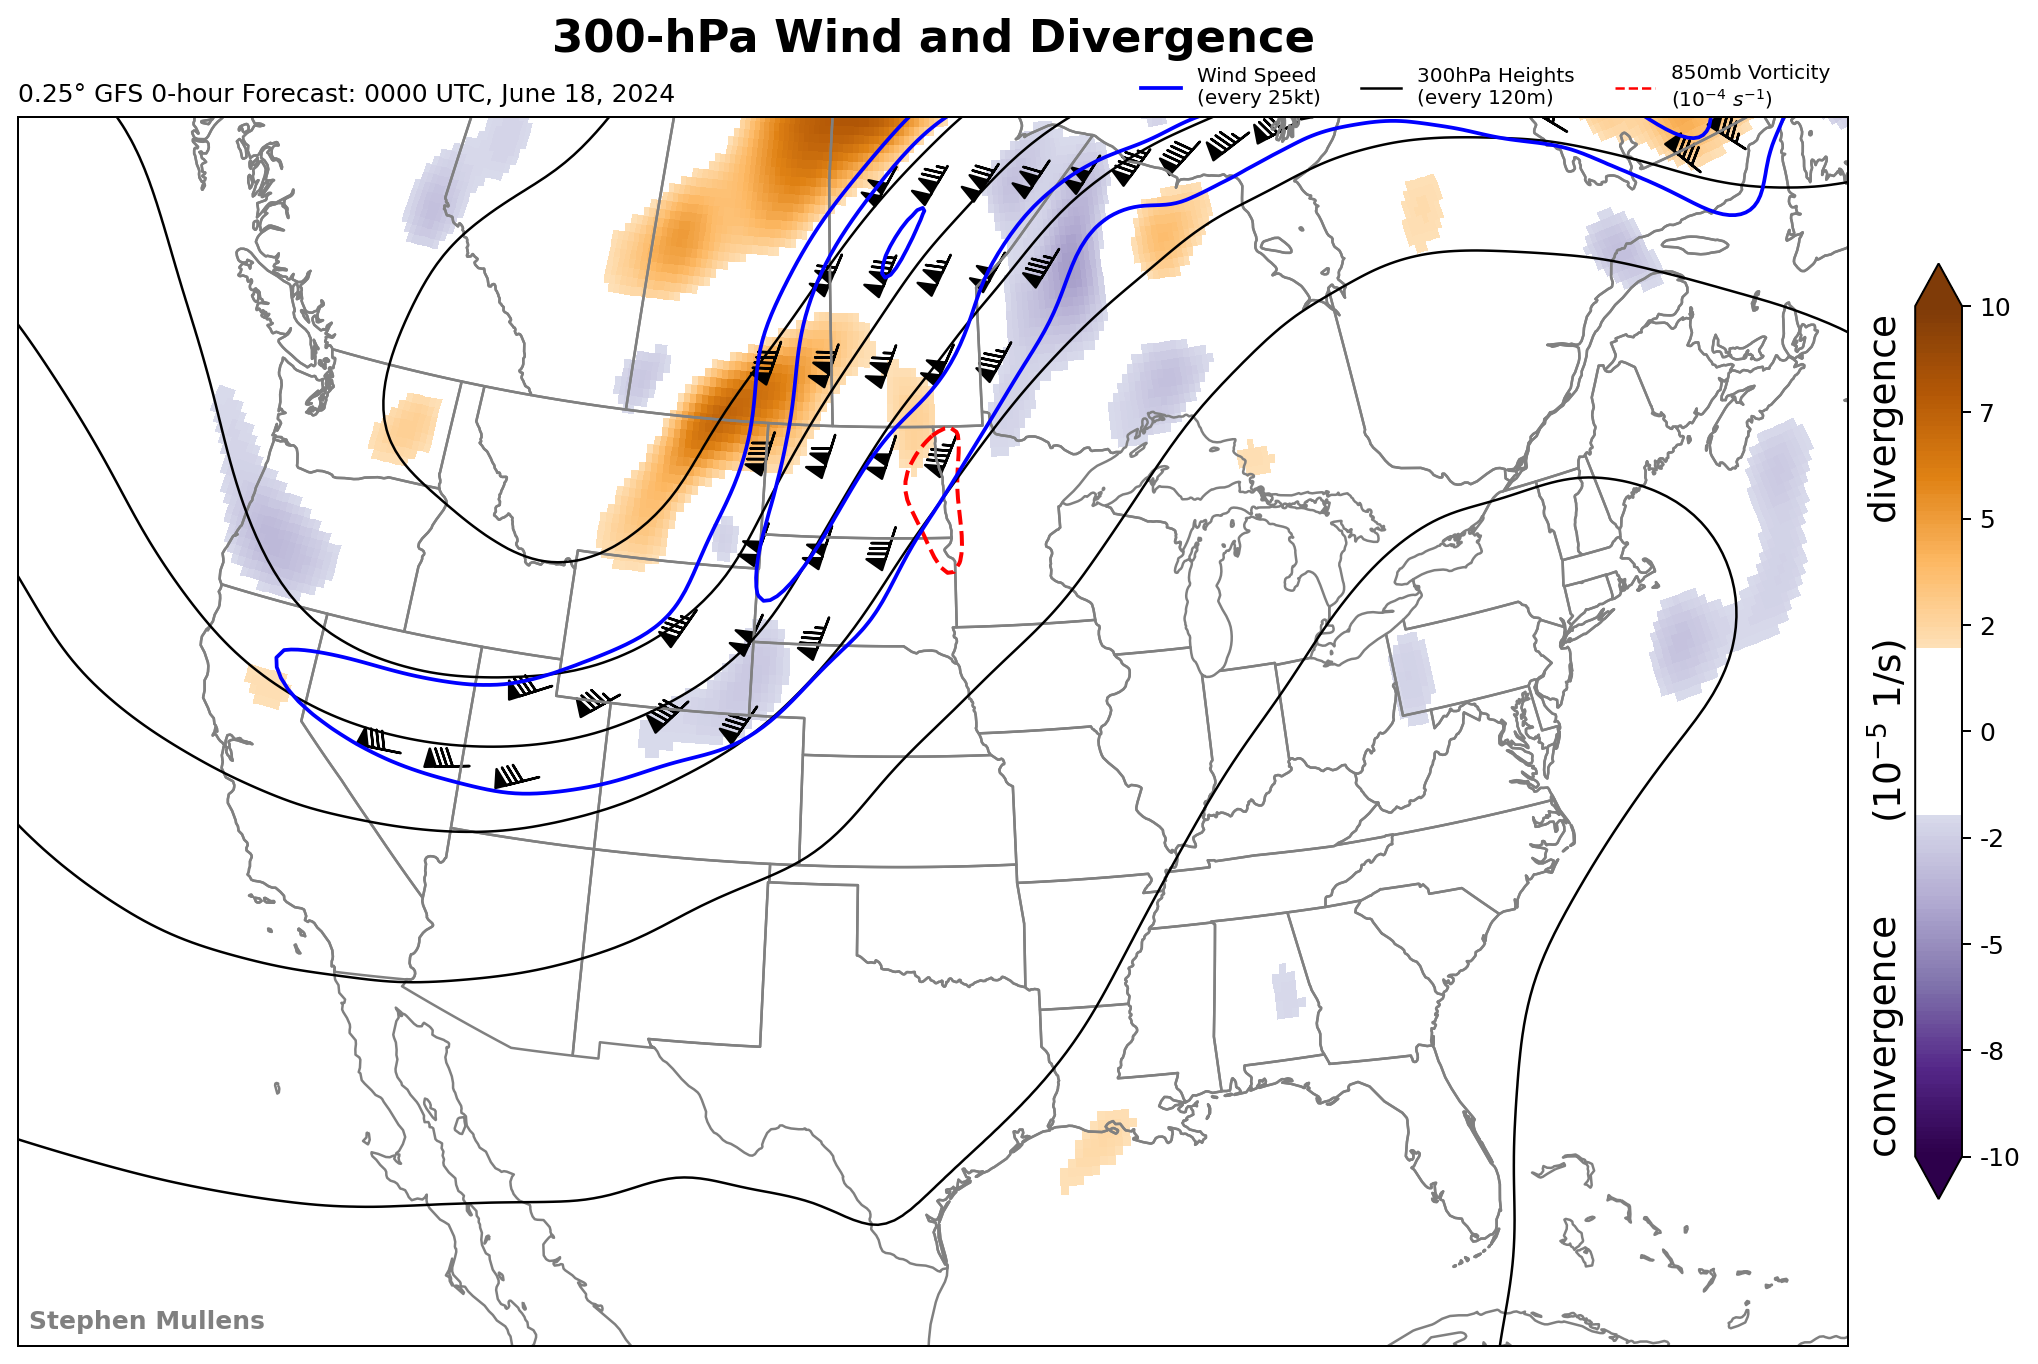 300-hPa Wind and Divergence
0.25° GFS 0-hour Forecast: 0000 UTC, June 18, 2024
Wind Speed
(every 25kt)
300hPa Heights
(every 120m)
850mb Vorticity
(10⁻⁴ s⁻¹)
10
7
5
2
0
-2
-5
-8
-10
convergence (10⁻⁵ 1/s) divergence
Stephen Mullens